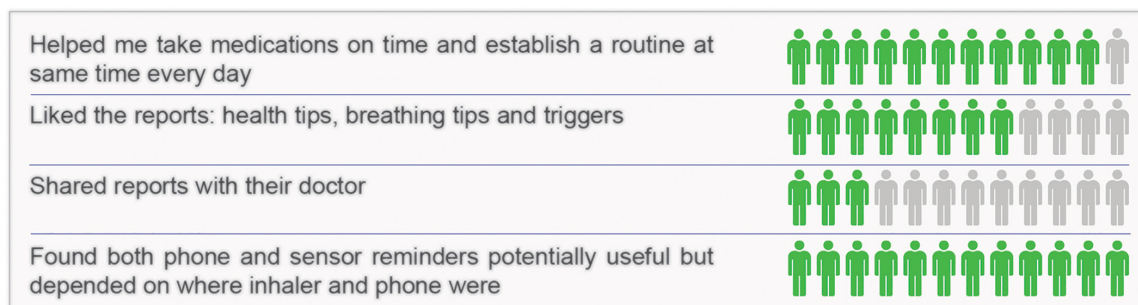 Helped me take medications on time and establish a routine at
same time every day
Liked the reports: health tips, breathing tips and triggers
Shared reports with their doctor
Found both phone and sensor reminders potentially useful but
depended on where inhaler and phone were